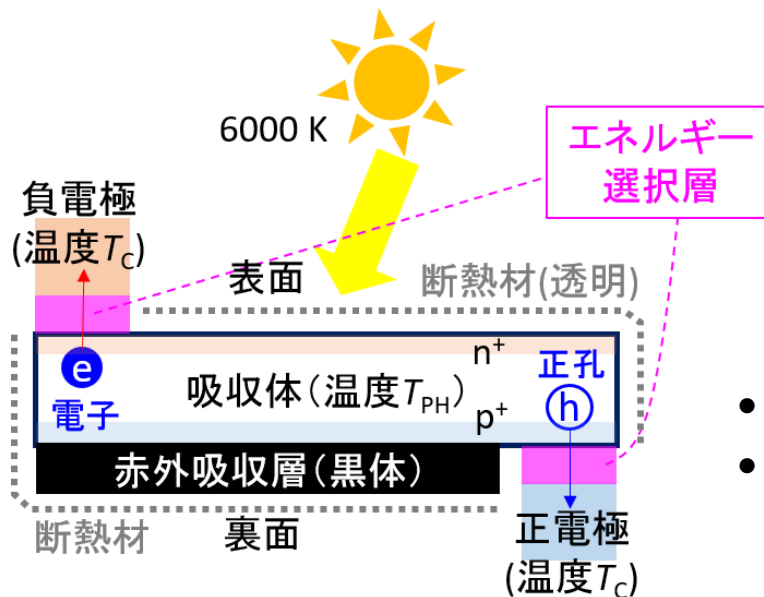 6000 K
エネルギー
選択層
負電極
(温度TC)
表面
断熱材(透明)
n+
e
電子
吸収体(温度TPH)
正孔
h
p+
赤外吸収層(黒体)
断熱材
裏面
正電極
(温度TC)